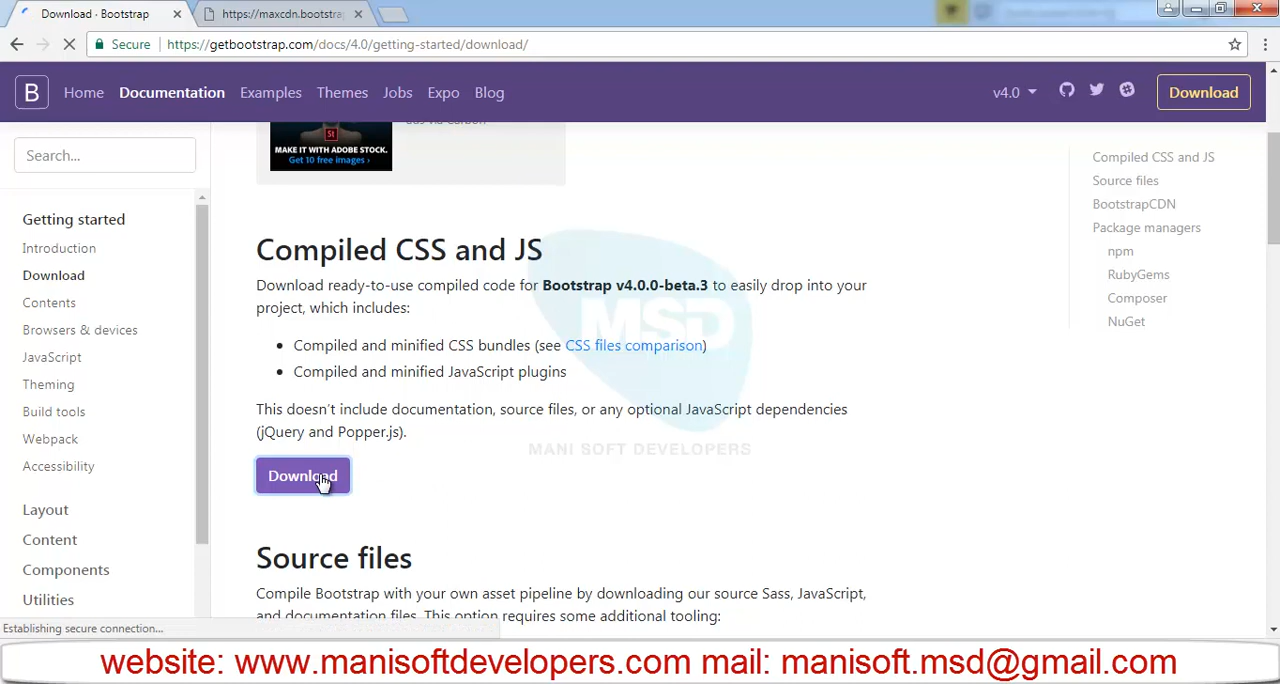 Download · Bootstrap
https://maxcdn.bootstra
Secure
https://getbootstrap.com/docs/4.0/getting-started/download/
B
Home
Documentation
Examples
Themes
Jobs
Expo
Blog
v4.0
Download
Search...
St
MAKE IT WITH ADOBE STOCK.
Get 10 free images ›
ads via Carbon
Getting started
Introduction
Download
Contents
Browsers & devices
JavaScript
Theming
Build tools
Webpack
Accessibility
Layout
Content
Components
Utilities
Compiled CSS and JS
Download ready-to-use compiled code for Bootstrap v4.0.0-beta.3 to easily drop into your
project, which includes:
• Compiled and minified CSS bundles (see CSS files comparison)
• Compiled and minified JavaScript plugins
This doesn't include documentation, source files, or any optional JavaScript dependencies
(jQuery and Popper.js).
Download
Source files
Compile Bootstrap with your own asset pipeline by downloading our source Sass, JavaScript,
and documentation files. This option requires some additional tooling:
MSD
MANI SOFT DEVELOPERS
Compiled CSS and JS
Source files
BootstrapCDN
Package managers
npm
RubyGems
Composer
NuGet
Establishing secure connection...
website: www.manisoftdevelopers.com mail: manisoft.msd@gmail.com